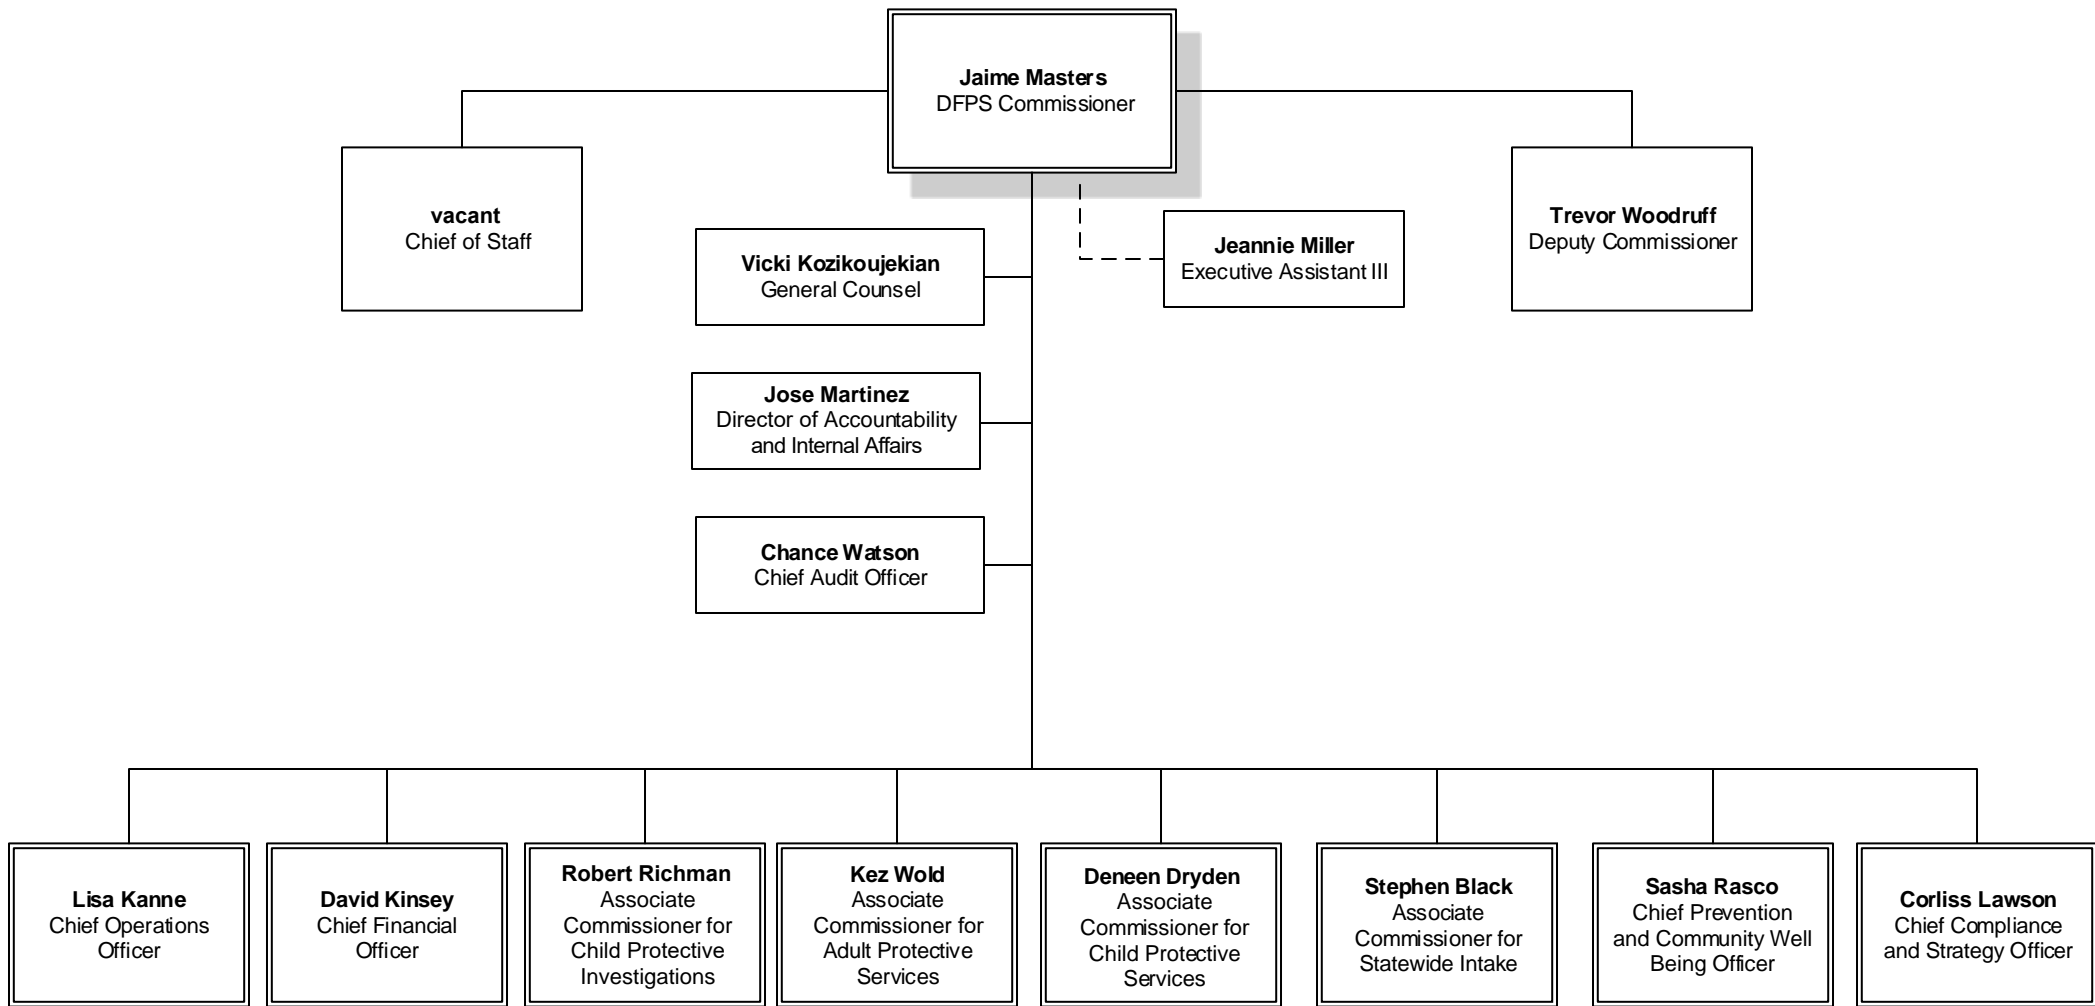 Jaime Masters
DFPS Commissioner
vacant
Chief of Staff
Trevor Woodruff
Deputy Commissioner
Jeannie Miller
Executive Assistant III
Vicki Kozikoujekian
General Counsel
Jose Martinez
Director of Accountability
and Internal Affairs
Chance Watson
Chief Audit Officer
Lisa Kanne
Chief Operations
Officer
David Kinsey
Chief Financial
Officer
Robert Richman
Associate
Commissioner for
Child Protective
Investigations
Kez Wold
Associate
Commissioner for
Adult Protective
Services
Deneen Dryden
Associate
Commissioner for
Child Protective
Services
Stephen Black
Associate
Commissioner for
Statewide Intake
Sasha Rasco
Chief Prevention
and Community Well
Being Officer
Corliss Lawson
Chief Compliance
and Strategy Officer